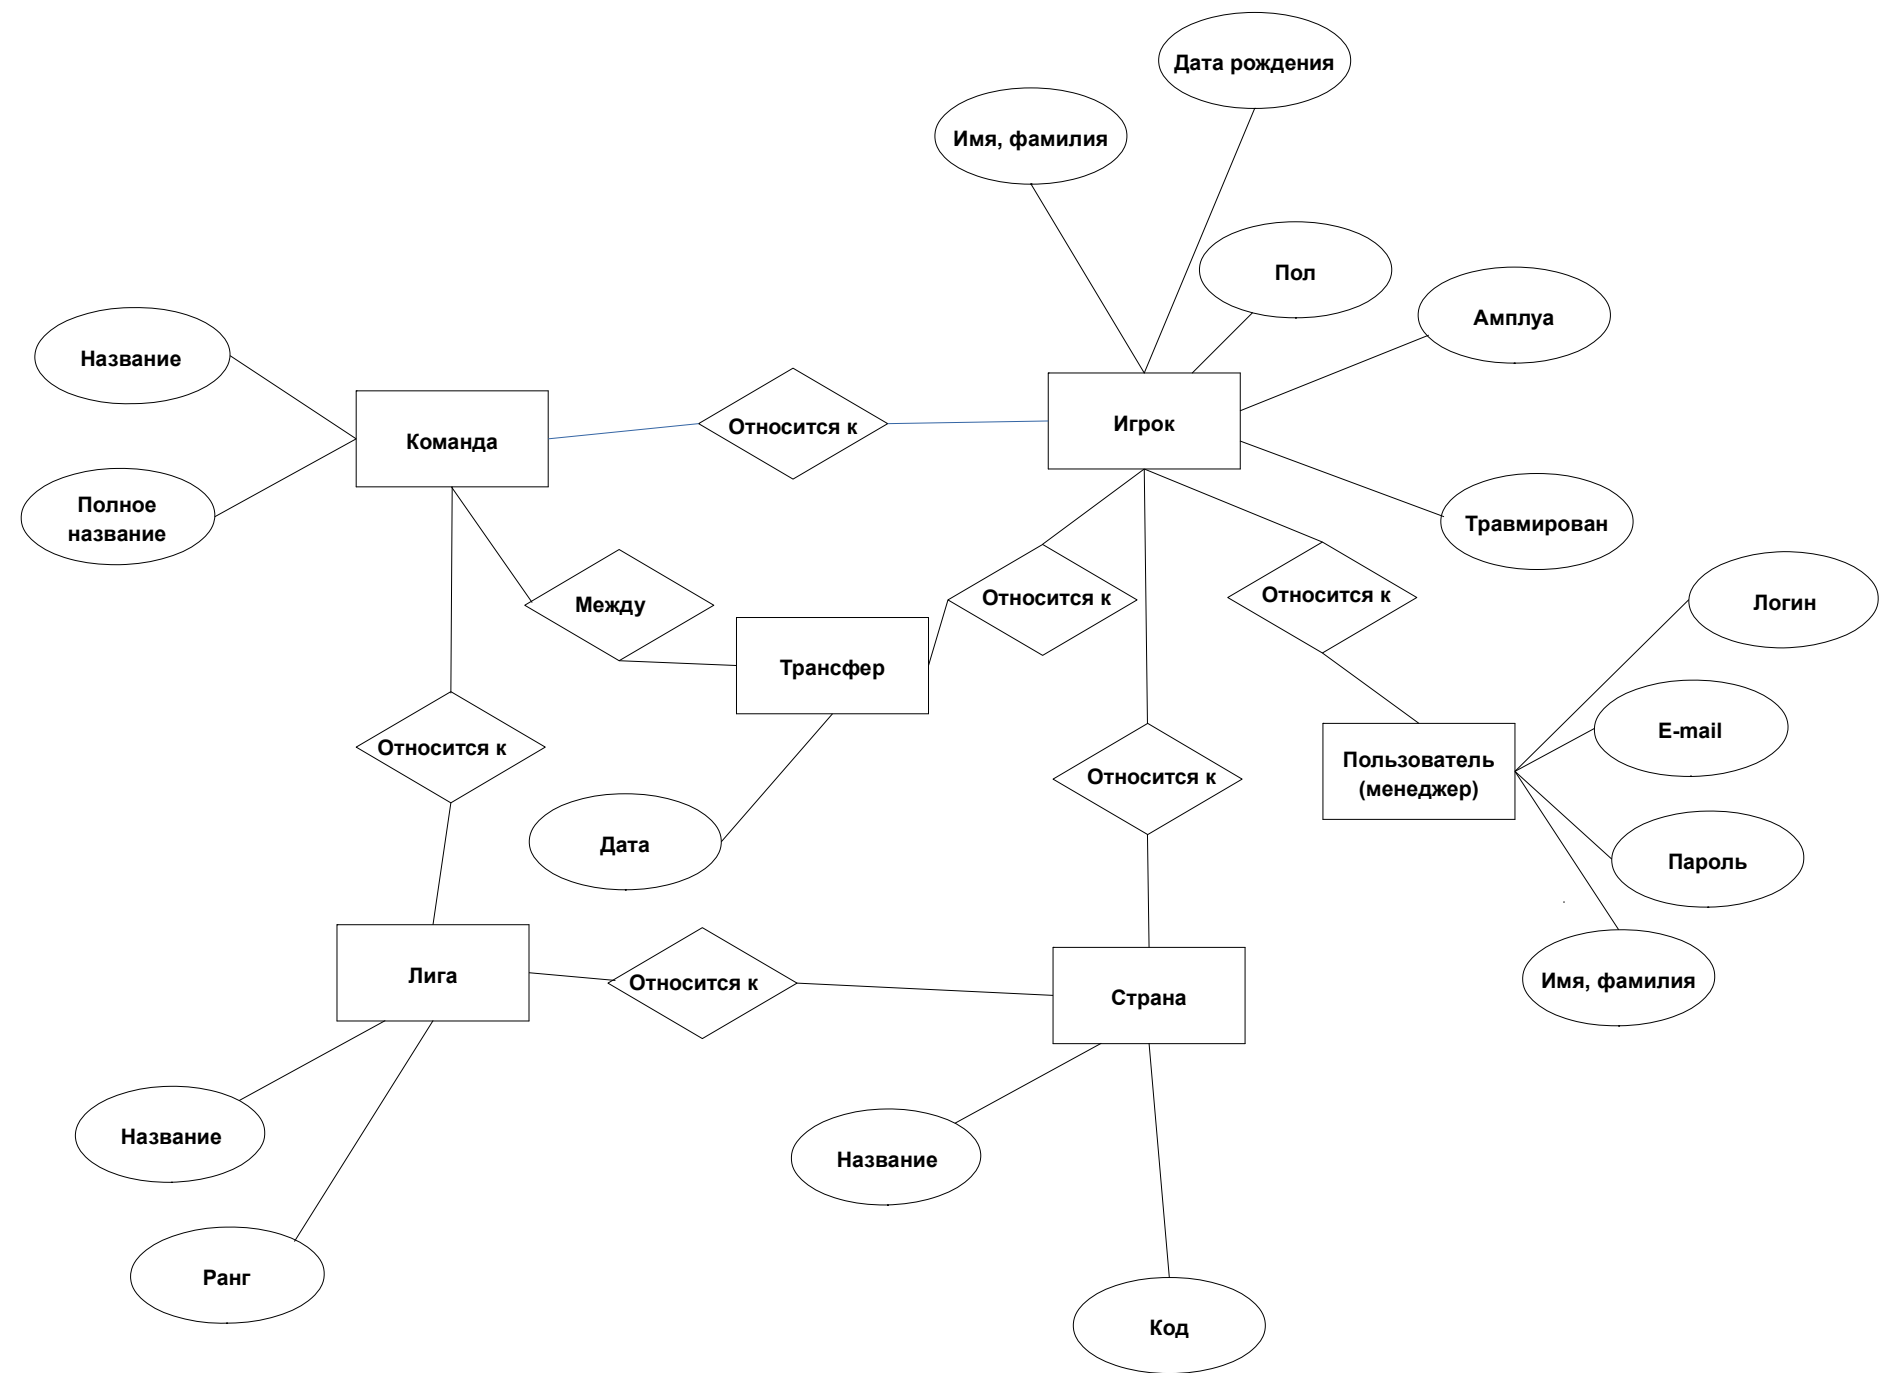 Дата рождения
Имя, фамилия
Пол
Амплуа
Название
Относится к
Игрок
Команда
Полное
название
Травмирован
Между
Относится к
Относится к
Логин
Трансфер
E-mail
Относится к
Относится к
Пользователь
(менеджер)
Дата
Пароль
Лига
Относится к
Страна
Имя, фамилия
Название
Название
Ранг
Код